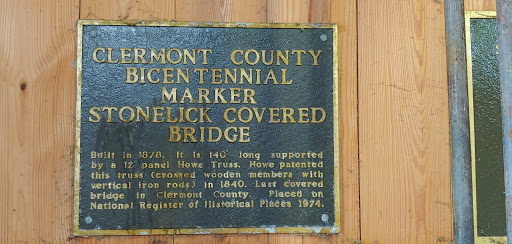 CLERMONT COUNTY
BICENTENNIAL
MARKER
STONELICK COVERED
BRIDGE
Built in 1878. It is 140' long supported
by a 12 panel Howe Truss. Howe patented
this truss (crossed wooden members with
vertical iron rods) in 1840. Last covered
bridge in Clermont County. Placed on
National Register of Historical Places 1974.